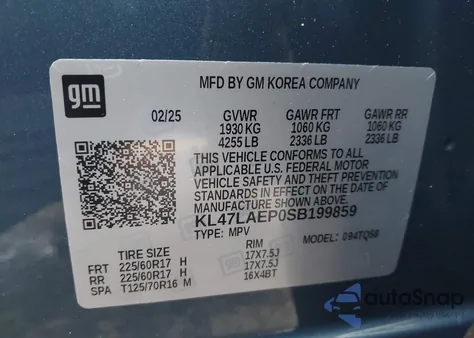 gm
MFD BY GM KOREA COMPANY
02/25 GVWR GAWR FRT GAWR RR
1930 KG 1060 KG 1060 KG
4255 LB 2336 LB 2336 LB
THIS VEHICLE CONFORMS TO ALL
APPLICABLE U.S. FEDERAL MOTOR
VEHICLE SAFETY AND THEFT PREVENTION
STANDARDS IN EFFECT ON THE DATE OF
MANUFACTURE SHOWN ABOVE.
KL47LAEP0SB199859
TYPE: MPV MODEL: 094TQ56
TIRE SIZE RIM
FRT 225/60R17 H 17X7.5J
RR 225/60R17 H 17X7.5J
SPA T125/70R16 M 16X4BT
autoSnap